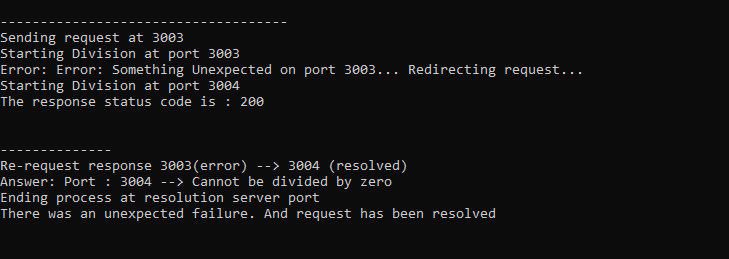 -----------------------------------
Sending request at 3003
Starting Division at port 3003
Error: Error: Something Unexpected on port 3003... Redirecting request...
Starting Division at port 3004
The response status code is : 200
--------------
Re-request response 3003(error) --> 3004 (resolved)
Answer: Port : 3004 --> Cannot be divided by zero
Ending process at resolution server port
There was an unexpected failure. And request has been resolved